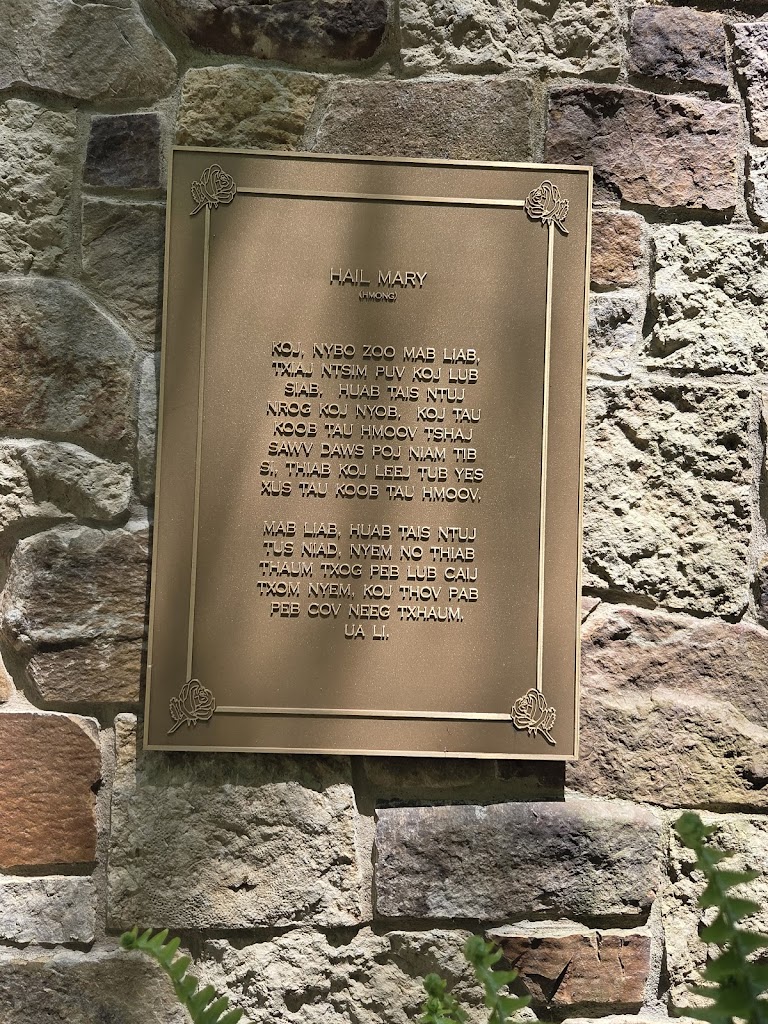 HAIL MARY
(HMONG)
KOJ, NYBO ZOO MAB LIAB,
TXIAJ NTSIM PUV KOJ LUB
SIAB, HUAB TAIS NTUJ
NROG KOJ NYOB, KOJ TAU
KOOB TAU HMOOV TSHAJ
SAWV DAWS POJ NIAM TIB
SI, THIAB KOJ LEEJ TUB YES
XUS TAU KOOB TAU HMOOV.
MAB LIAB, HUAB TAIS NTUJ
TUS NIAD, NYEM NO THIAB
THAUM TXOG PEB LUB CAIJ
TXOM NYEM, KOJ THOV PAB
PEB COV NEEG TXHAUM.
UA LI.